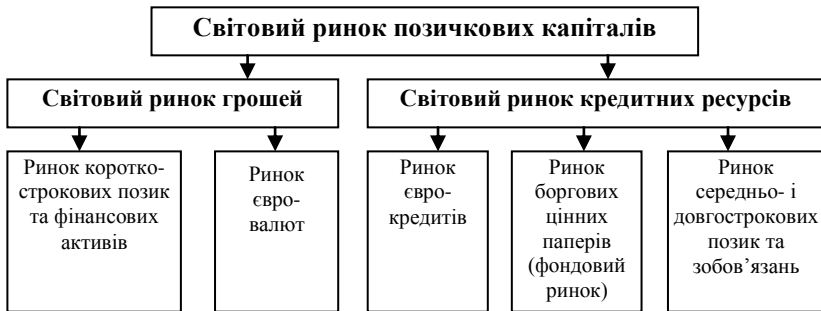 Світовий ринок позичкових капіталів
Світовий ринок грошей
Світовий ринок кредитних ресурсів
Ринок коротко-
строкових позик
та фінансових
активів
Ринок
євро-
валют
Ринок
євро-
кредитів
Ринок
боргових
цінних
паперів
(фондовий
ринок)
Ринок
середньо- і
довгострокових
позик та
зобов’язань